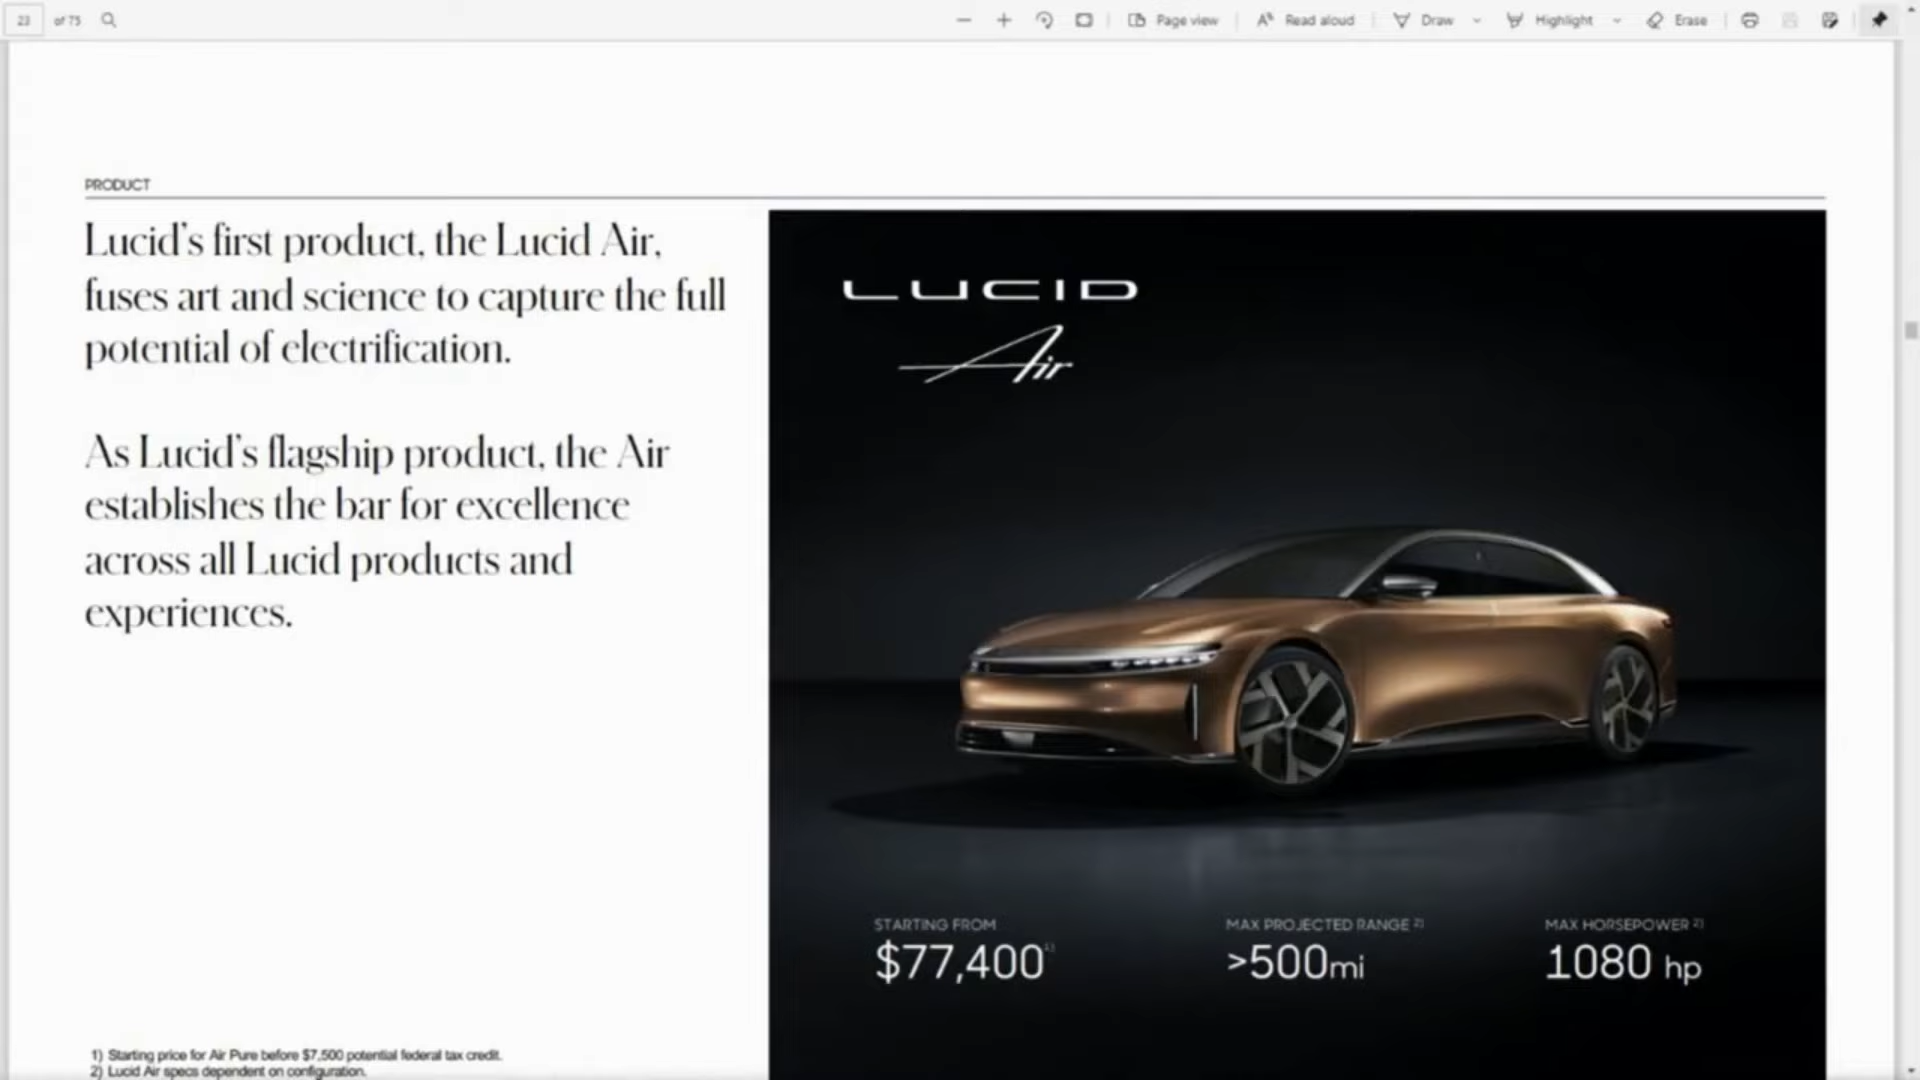 23 of 75 Page view Read aloud Draw Highlight Erase
PRODUCT
Lucid's first product, the Lucid Air,
fuses art and science to capture the full
potential of electrification.
As Lucid's flagship product, the Air
establishes the bar for excellence
across all Lucid products and
experiences.
LUCID
Air
STARTING FROM
$77,400 1)
MAX PROJECTED RANGE 2)
>500mi
MAX HORSEPOWER 2)
1080 hp
1) Starting price for Air Pure before $7,500 potential federal tax credit.
2) Lucid Air specs dependent on configuration.